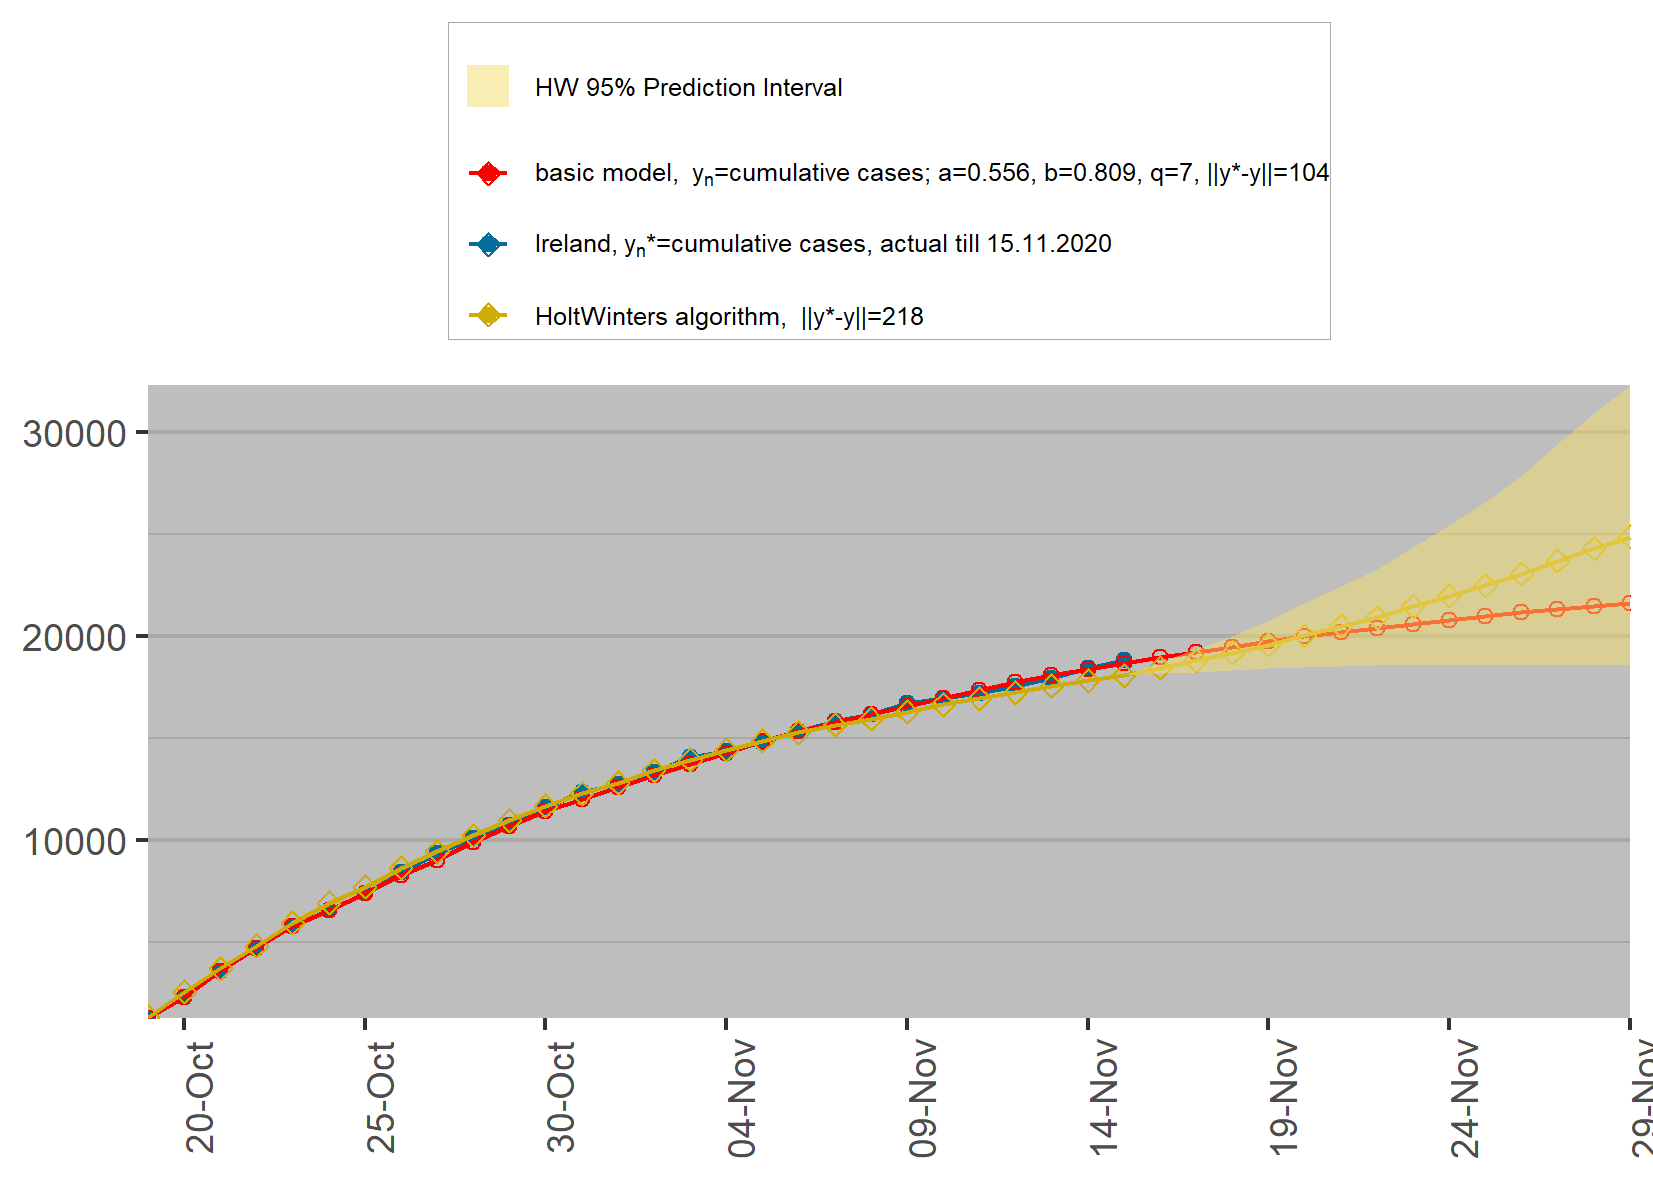 HW 95% Prediction Interval
basic model, yn=cumulative cases; a=0.556, b=0.809, q=7, ||y*-y||=104
Ireland, yn*=cumulative cases, actual till 15.11.2020
HoltWinters algorithm, ||y*-y||=218
30000
20000
10000
20-Oct
25-Oct
30-Oct
04-Nov
09-Nov
14-Nov
19-Nov
24-Nov
29-Nov